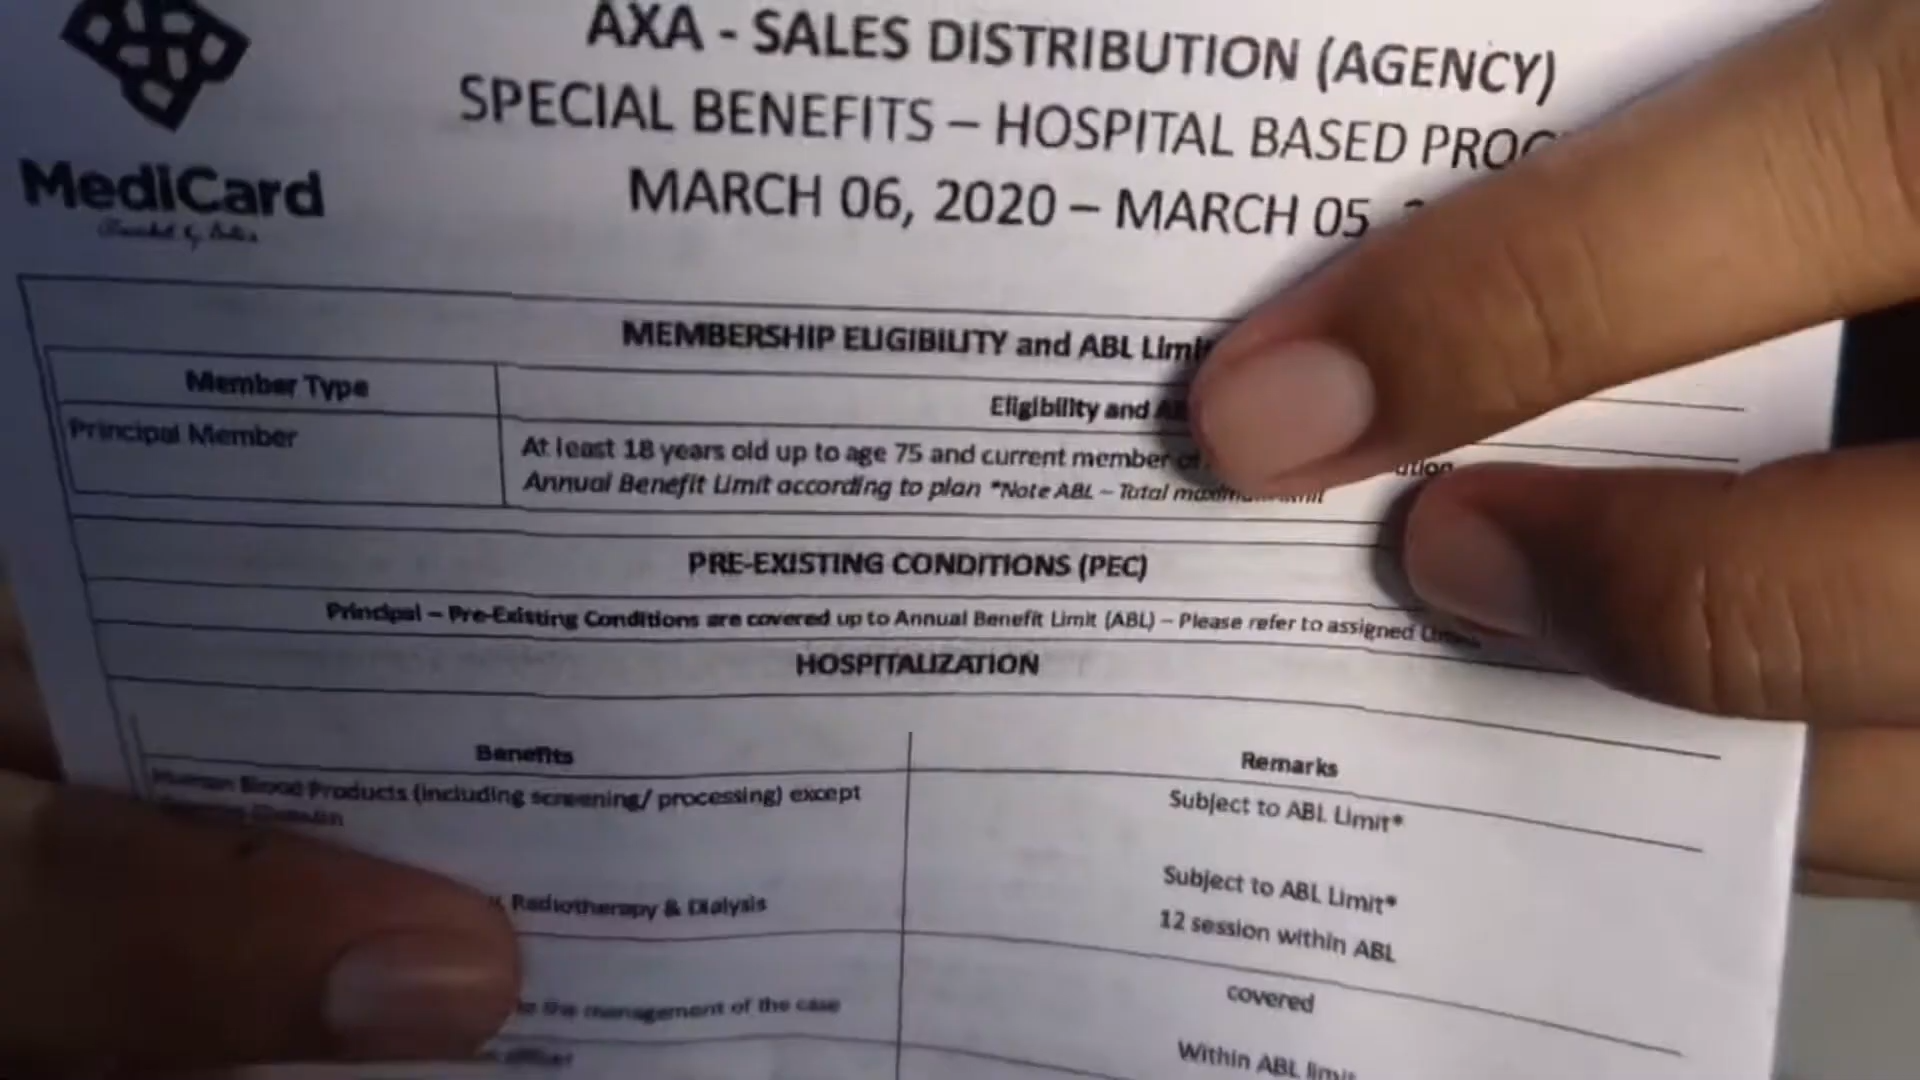 AXA - SALES DISTRIBUTION (AGENCY)
SPECIAL BENEFITS – HOSPITAL BASED
MARCH 06, 2020 – MARCH 05,
MediCard
MEMBERSHIP ELIGIBILITY and ABL
Member Type
Eligibility and
Principal Member
At least 18 years old up to age 75 and current member
Annual Benefit Limit according to plan *Note ABL – Total
PRE-EXISTING CONDITIONS (PEC)
Principal – Pre-Existing Conditions are covered up to Annual Benefit Limit (ABL) – Please refer to assigned
HOSPITALIZATION
Benefits
Remarks
Human Blood Products (including screening/ processing) except
Subject to ABL Limit*
Radiotherapy & Dialysis
Subject to ABL Limit*
12 session within ABL
the management of the case
covered
Within ABL limit